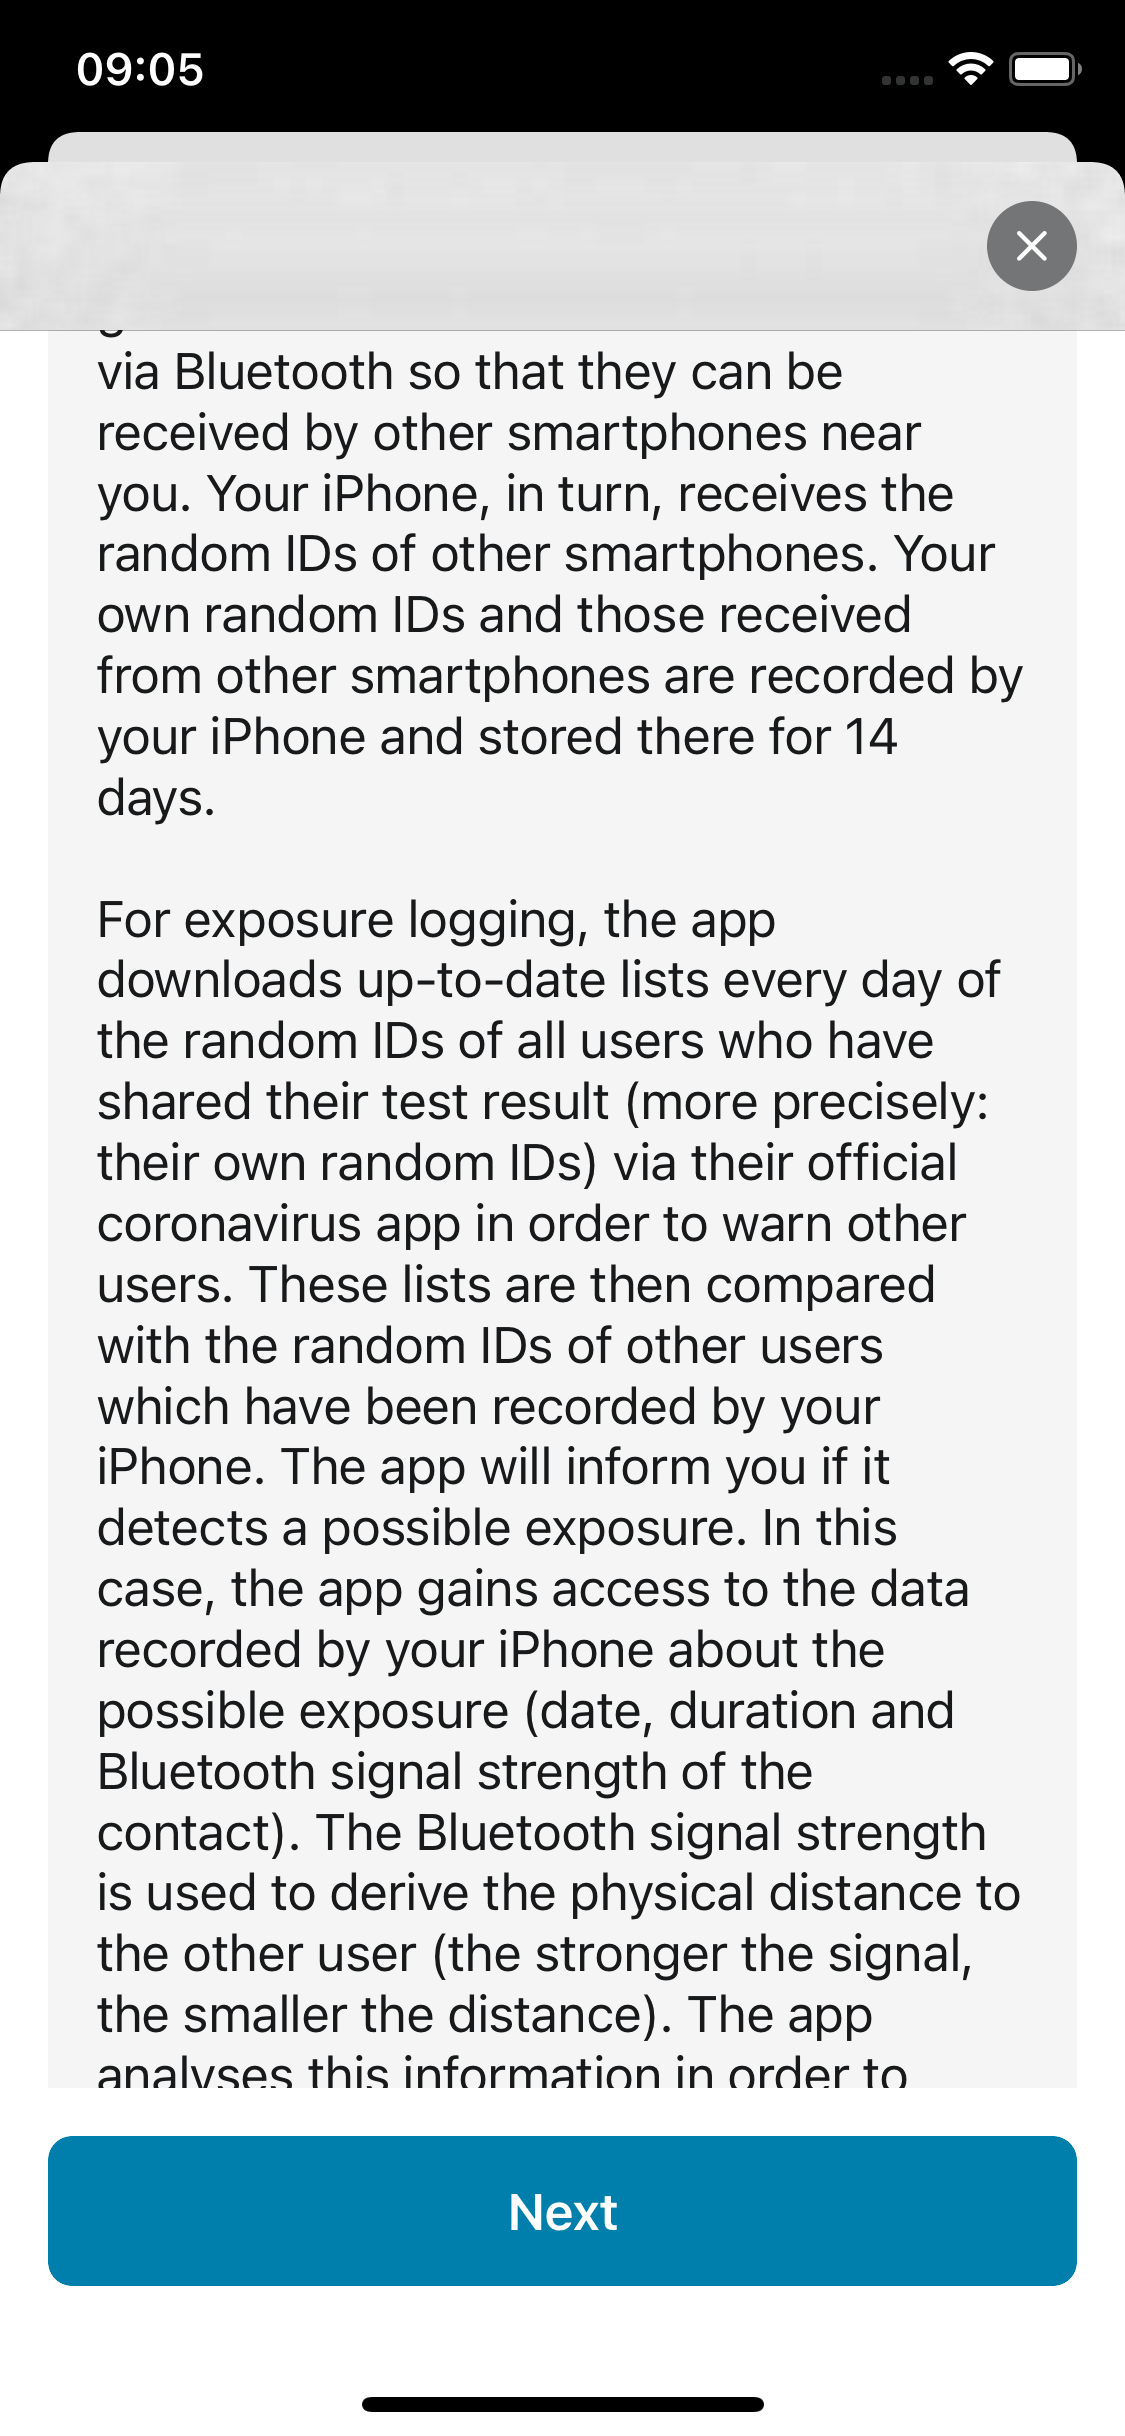 09:05
via Bluetooth so that they can be
received by other smartphones near
you. Your iPhone, in turn, receives the
random IDs of other smartphones. Your
own random IDs and those received
from other smartphones are recorded by
your iPhone and stored there for 14
days.
For exposure logging, the app
downloads up-to-date lists every day of
the random IDs of all users who have
shared their test result (more precisely:
their own random IDs) via their official
coronavirus app in order to warn other
users. These lists are then compared
with the random IDs of other users
which have been recorded by your
iPhone. The app will inform you if it
detects a possible exposure. In this
case, the app gains access to the data
recorded by your iPhone about the
possible exposure (date, duration and
Bluetooth signal strength of the
contact). The Bluetooth signal strength
is used to derive the physical distance to
the other user (the stronger the signal,
the smaller the distance). The app
analyses this information in order to
Next